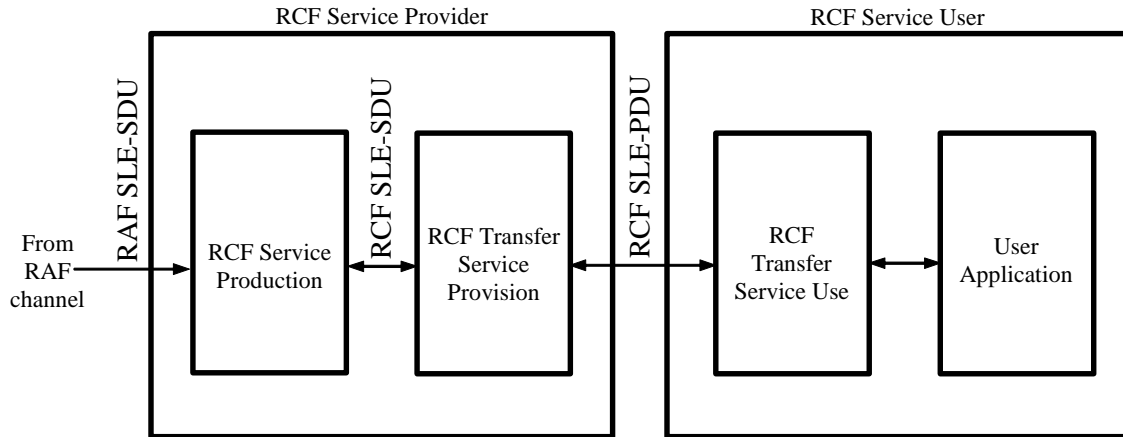 RCF Service Provider
RCF Service User
RAF SLE-SDU
RCF SLE-SDU
RCF SLE-PDU
From
RAF
channel
RCF Service
Production
RCF Transfer
Service
Provision
RCF
Transfer
Service Use
User
Application